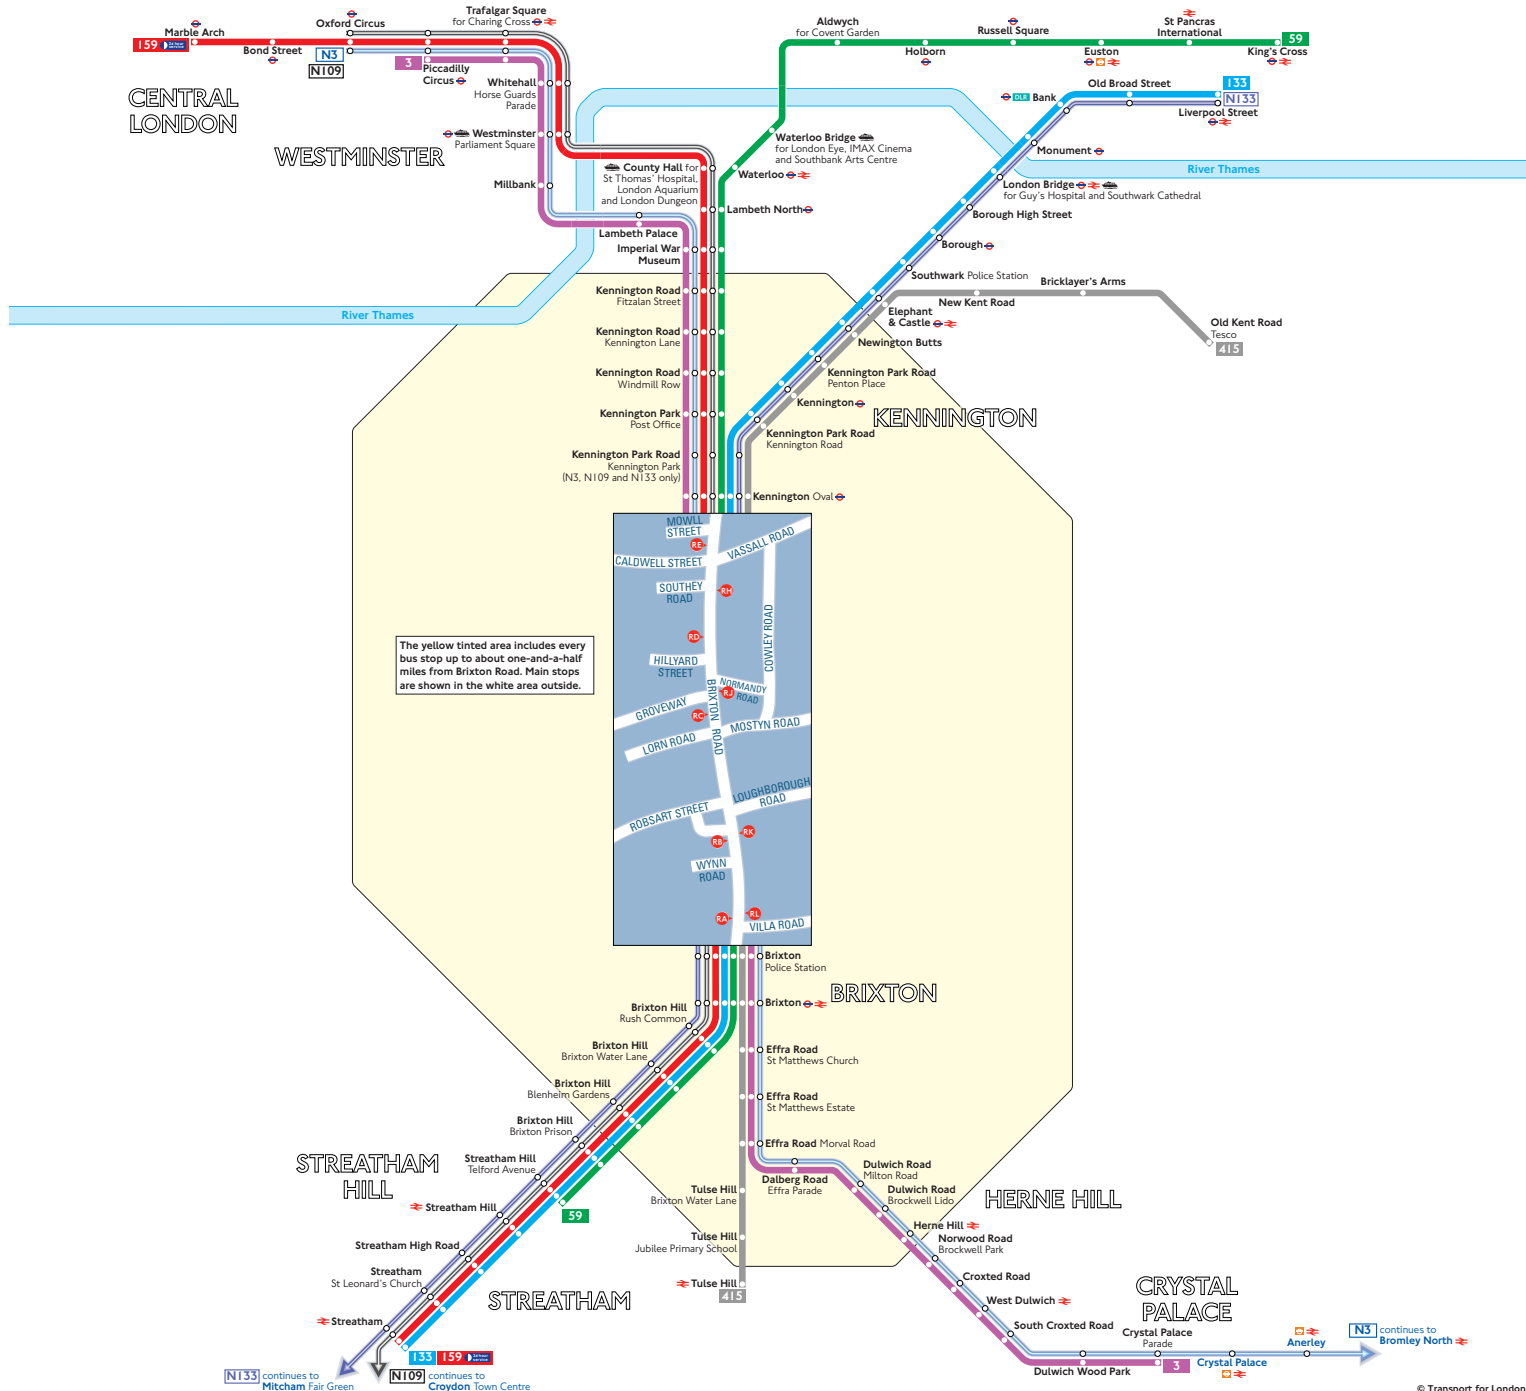 Marble Arch
159 24 hour service
Bond Street
Oxford Circus
N3
N109
3
Piccadilly
Circus
Trafalgar Square
for Charing Cross
CENTRAL
LONDON
WESTMINSTER
Whitehall
Horse Guards
Parade
Westminster
Parliament Square
Millbank
County Hall for
St Thomas' Hospital,
London Aquarium
and London Dungeon
Lambeth Palace
Imperial War
Museum
Aldwych
for Covent Garden
Holborn
Russell Square
Euston
St Pancras
International
59
King's Cross
Waterloo Bridge
for London Eye, IMAX Cinema
and Southbank Arts Centre
Waterloo
Lambeth North
DLR Bank
Old Broad Street
133
N133
Liverpool Street
Monument
River Thames
London Bridge
for Guy's Hospital and Southwark Cathedral
Borough High Street
Borough
Southwark Police Station
Bricklayer's Arms
New Kent Road
Elephant
& Castle
Old Kent Road
Tesco
415
Newington Butts
Kennington Park Road
Penton Place
Kennington
KENNINGTON
Kennington Park Road
Kennington Road
River Thames
Kennington Road
Fitzalan Street
Kennington Road
Kennington Lane
Kennington Road
Windmill Row
Kennington Park
Post Office
Kennington Park Road
Kennington Park
(N3, N109 and N133 only)
Kennington Oval
MOWLL
STREET
RE
VASSALL ROAD
CALDWELL STREET
SOUTHEY
ROAD
RH
COWLEY ROAD
RD
HILLYARD
STREET
NORMANDY
ROAD
RJ
BRIXTON ROAD
GROVEWAY
RC
MOSTYN ROAD
LORN ROAD
LOUGHBOROUGH
ROAD
ROBSART STREET
RK
RB
WYNN
ROAD
RA
RL
VILLA ROAD
The yellow tinted area includes every
bus stop up to about one-and-a-half
miles from Brixton Road. Main stops
are shown in the white area outside.
Brixton
Police Station
Brixton
BRIXTON
Brixton Hill
Rush Common
Brixton Hill
Brixton Water Lane
Brixton Hill
Blenheim Gardens
Brixton Hill
Brixton Prison
Streatham Hill
Telford Avenue
STREATHAM
HILL
Streatham Hill
59
Streatham High Road
Streatham
St Leonard's Church
STREATHAM
Streatham
133 159 24 hour service
N133 continues to
Mitcham Fair Green
N109 continues to
Croydon Town Centre
Effra Road
St Matthews Church
Effra Road
St Matthews Estate
Effra Road Morval Road
Dalberg Road
Effra Parade
Tulse Hill
Brixton Water Lane
Tulse Hill
Jubilee Primary School
Tulse Hill
415
Dulwich Road
Milton Road
Dulwich Road
Brockwell Lido
HERNE HILL
Herne Hill
Norwood Road
Brockwell Park
Croxted Road
West Dulwich
South Croxted Road
CRYSTAL
PALACE
Crystal Palace
Parade
Dulwich Wood Park
3
Crystal Palace
Anerley
N3 continues to
Bromley North
© Transport for London